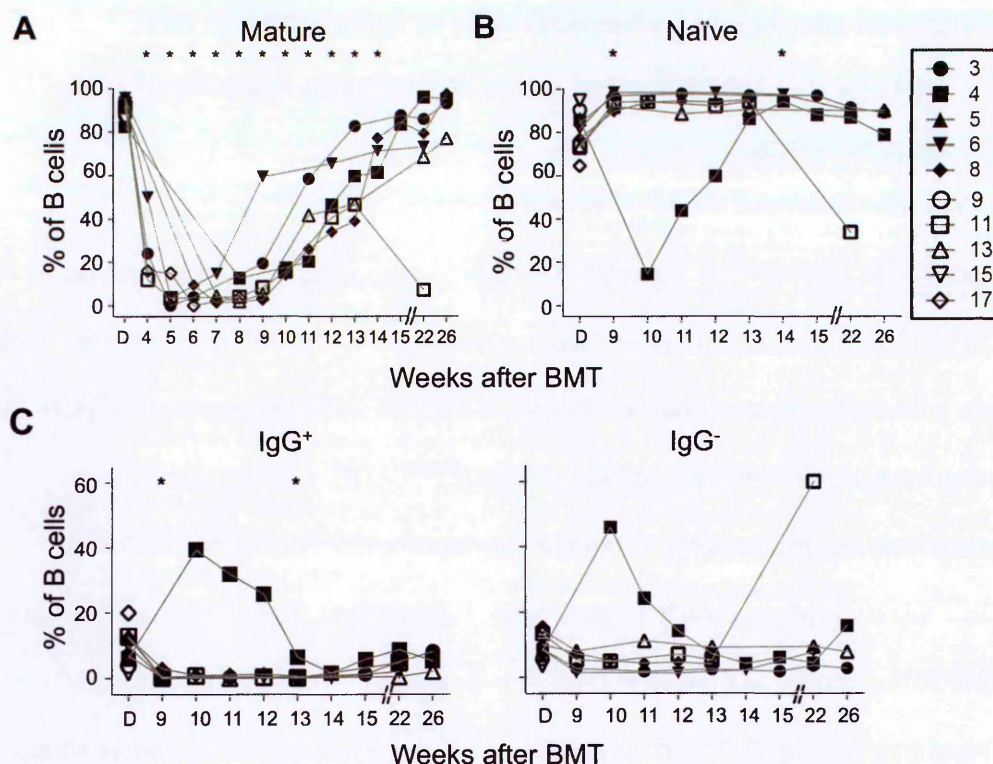 A
Mature
* * * * * * * * * * *
% of B cells
100
80
60
40
20
0
D 4 5 6 7 8 9 10 11 12 13 14 15 // 22 26
B
Naïve
* *
% of B cells
100
80
60
40
20
0
D 9 10 11 12 13 14 15 // 22 26
3
4
5
6
8
9
11
13
15
17
Weeks after BMT
C
IgG+
* *
% of B cells
60
40
20
0
D 9 10 11 12 13 14 15 // 22 26
IgG-
D 9 10 11 12 13 14 15 // 22 26
Weeks after BMT